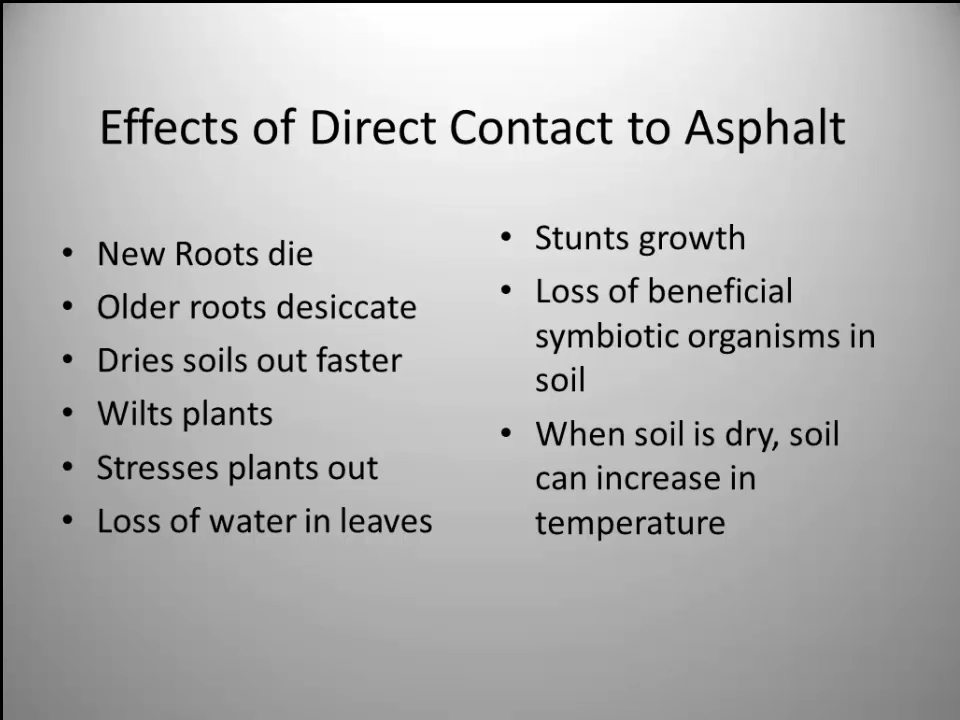 Effects of Direct Contact to Asphalt
• New Roots die
• Older roots desiccate
• Dries soils out faster
• Wilts plants
• Stresses plants out
• Loss of water in leaves
• Stunts growth
• Loss of beneficial
symbiotic organisms in
soil
• When soil is dry, soil
can increase in
temperature